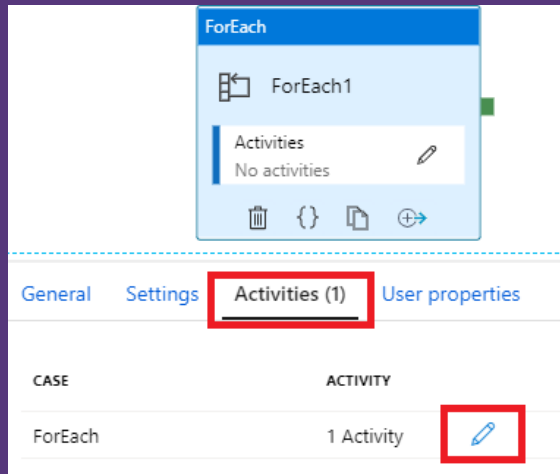 ForEach
ForEach1
Activities
No activities
{}
General Settings Activities (1) User properties
CASE ACTIVITY
ForEach 1 Activity